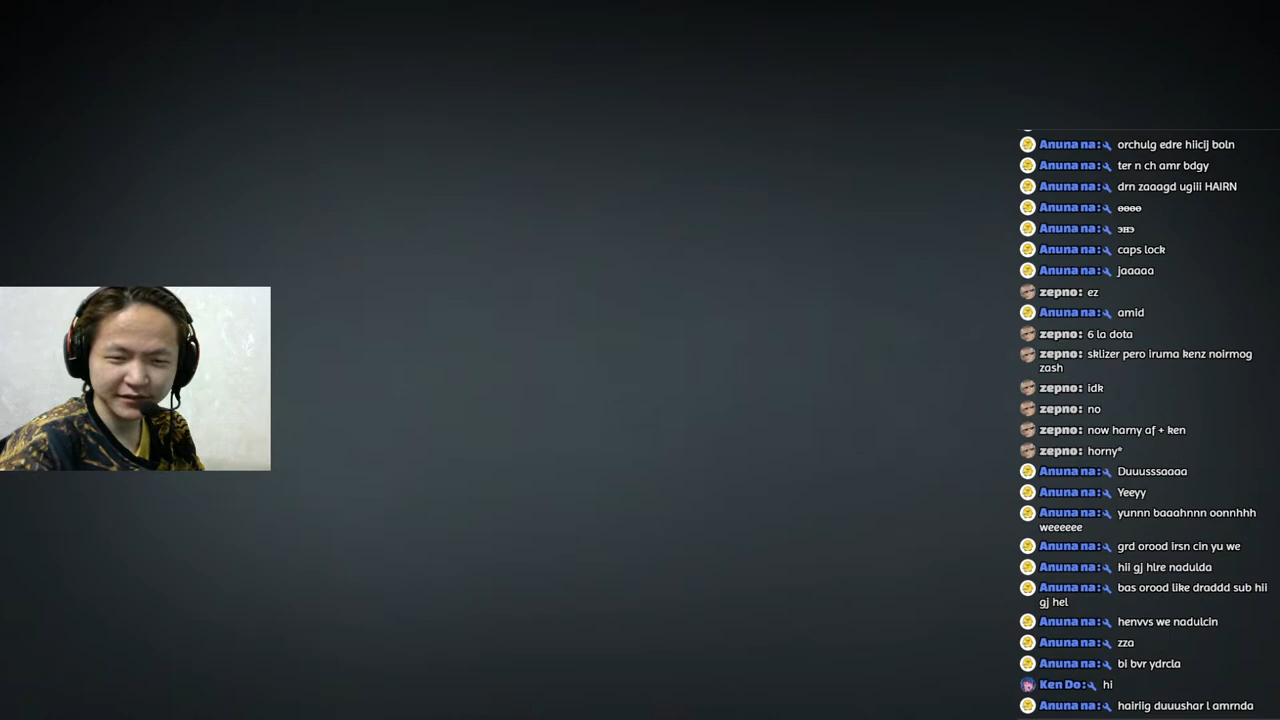 Anuna na: orchulg edre hiicij boln
Anuna na: ter n ch amr bdgy
Anuna na: drn zaaagd ugiii HAIRN
Anuna na: өөөө
Anuna na: энэ
Anuna na: caps lock
Anuna na: jaaaaa
zepno: ez
Anuna na: amid
zepno: 6 la dota
zepno: sklizer pero iruma kenz noirmog
zash
zepno: idk
zepno: no
zepno: now harny af + ken
zepno: horny*
Anuna na: Duuusssaaaa
Anuna na: Yeeyy
Anuna na: yunnn baaahnnn oonnhhh
weeeeee
Anuna na: grd orood irsn cin yu we
Anuna na: hii gj hlre nadulda
Anuna na: bas orood like draddd sub hii
gj hel
Anuna na: henvvs we nadulcin
Anuna na: zza
Anuna na: bI bvr ydrcla
Ken Do: hi
Anuna na: hairiig duuushar l amrnda